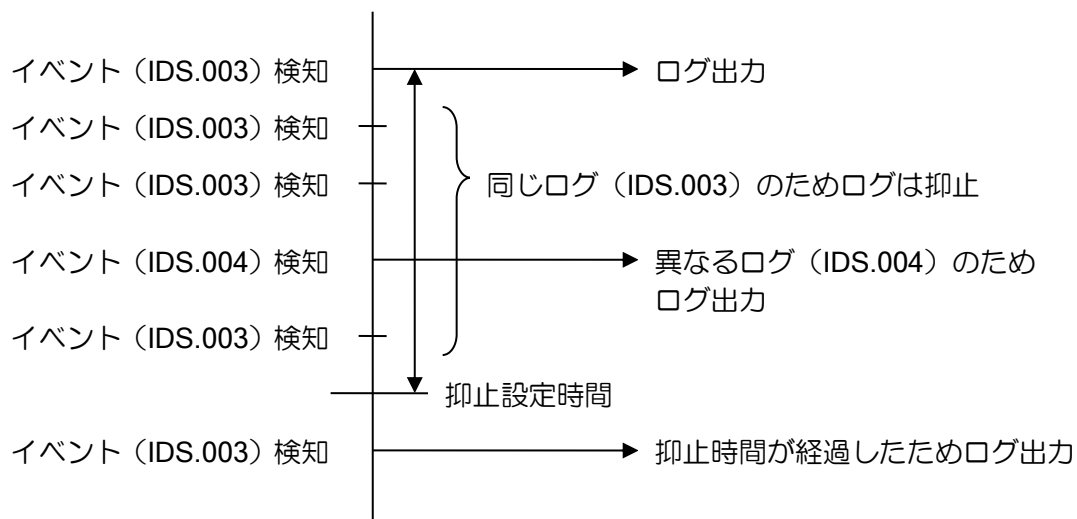 イベント（IDS.003）検知
ログ出力
イベント（IDS.003）検知
イベント（IDS.003）検知
同じログ（IDS.003）のためログは抑止
イベント（IDS.004）検知
異なるログ（IDS.004）のため
ログ出力
イベント（IDS.003）検知
抑止設定時間
イベント（IDS.003）検知
抑止時間が経過したためログ出力